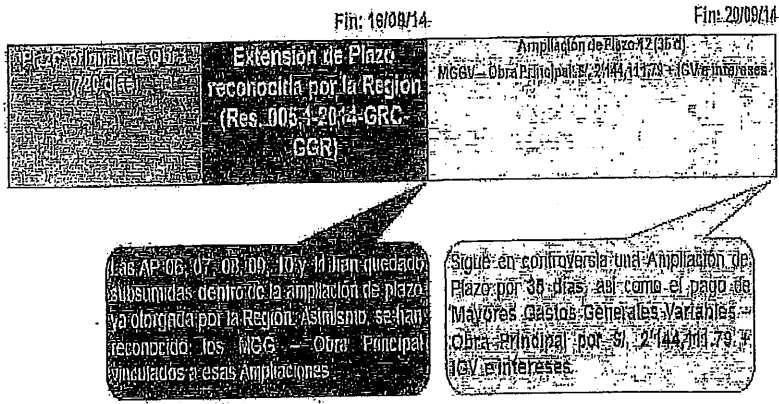 Fin: 16/09/14
Fin: 20/09/14
Plazo original de Obra
720 días
Extensión de Plazo
reconocida por la Región
(Res. 005-1-2014-GRC-
GGR)
Ampliación de Plazo 12 (35 d)
MGGV – Obra Principal: S/. 2'144,111.79 + IGV e intereses
Las AP 06, 07, 08, 09, 10 y 11 han quedado
subsumidas dentro de la ampliación de plazo
ya otorgada por la Región. Asimismo, se han
reconocido los MGG – Obra Principal
vinculados a esas Ampliaciones
Sigue en controversia una Ampliación de
Plazo por 35 días, así como el pago de
Mayores Gastos Generales Variables –
Obra Principal por S/. 2'144,111.79 +
IGV e intereses.